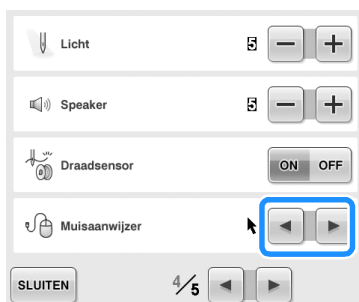 Licht 5 − +
Speaker 5 − +
Draadsensor ON OFF
Muisaanwijzer
SLUITEN 4/5